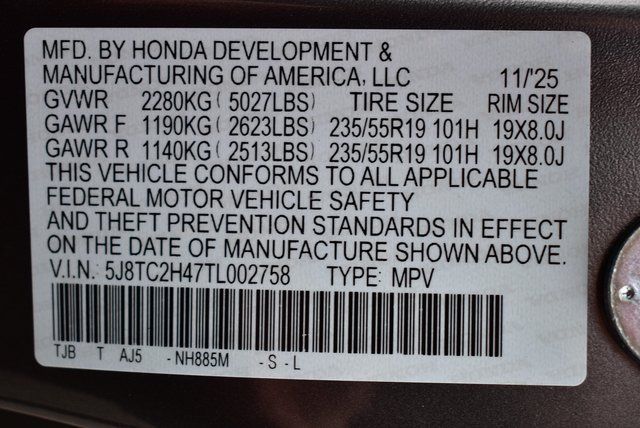 MFD. BY HONDA DEVELOPMENT &
MANUFACTURING OF AMERICA, LLC 11/'25
GVWR 2280KG( 5027LBS) TIRE SIZE RIM SIZE
GAWR F 1190KG( 2623LBS) 235/55R19 101H 19X8.0J
GAWR R 1140KG( 2513LBS) 235/55R19 101H 19X8.0J
THIS VEHICLE CONFORMS TO ALL APPLICABLE
FEDERAL MOTOR VEHICLE SAFETY
AND THEFT PREVENTION STANDARDS IN EFFECT
ON THE DATE OF MANUFACTURE SHOWN ABOVE.
V.I.N. 5J8TC2H47TL002758 TYPE: MPV
TJB T AJ5 - NH885M - S - L